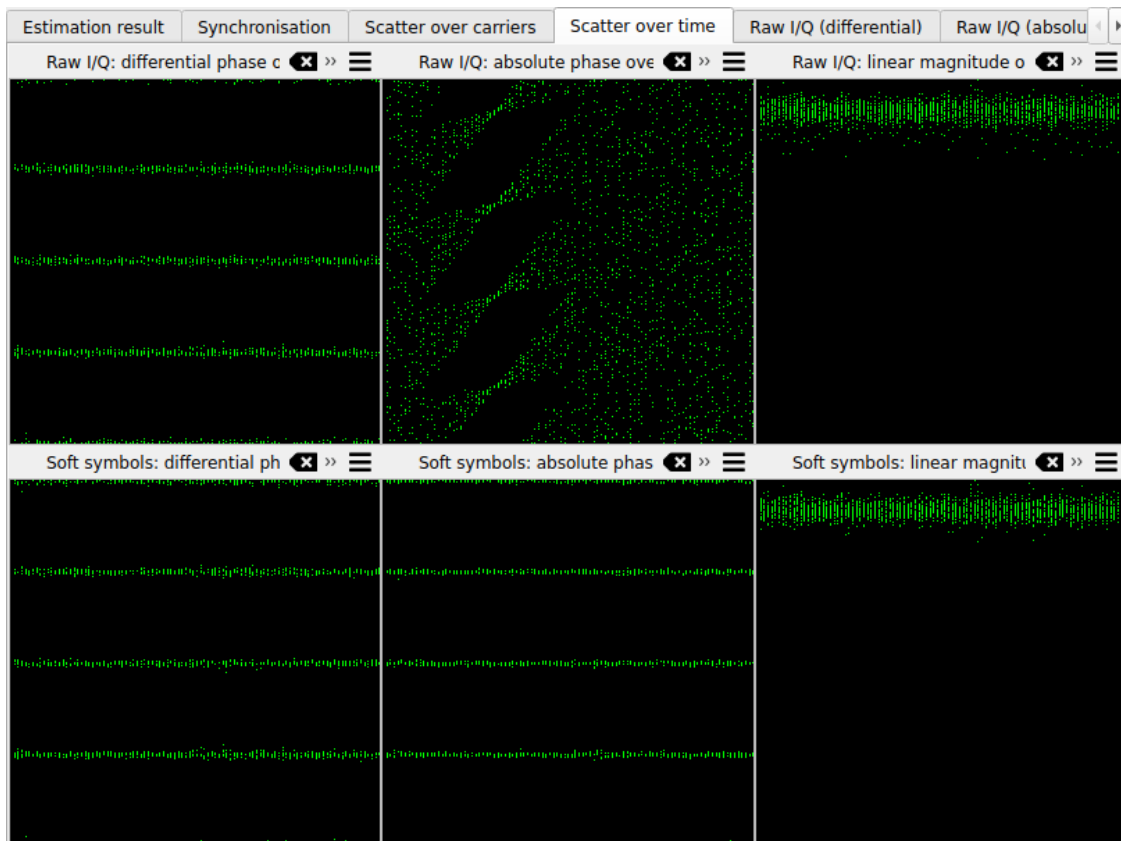 Estimation result Synchronisation Scatter over carriers Scatter over time Raw I/Q (differential) Raw I/Q (absolu
Raw I/Q: differential phase o Raw I/Q: absolute phase ove Raw I/Q: linear magnitude o
Soft symbols: differential ph Soft symbols: absolute phas Soft symbols: linear magnitu